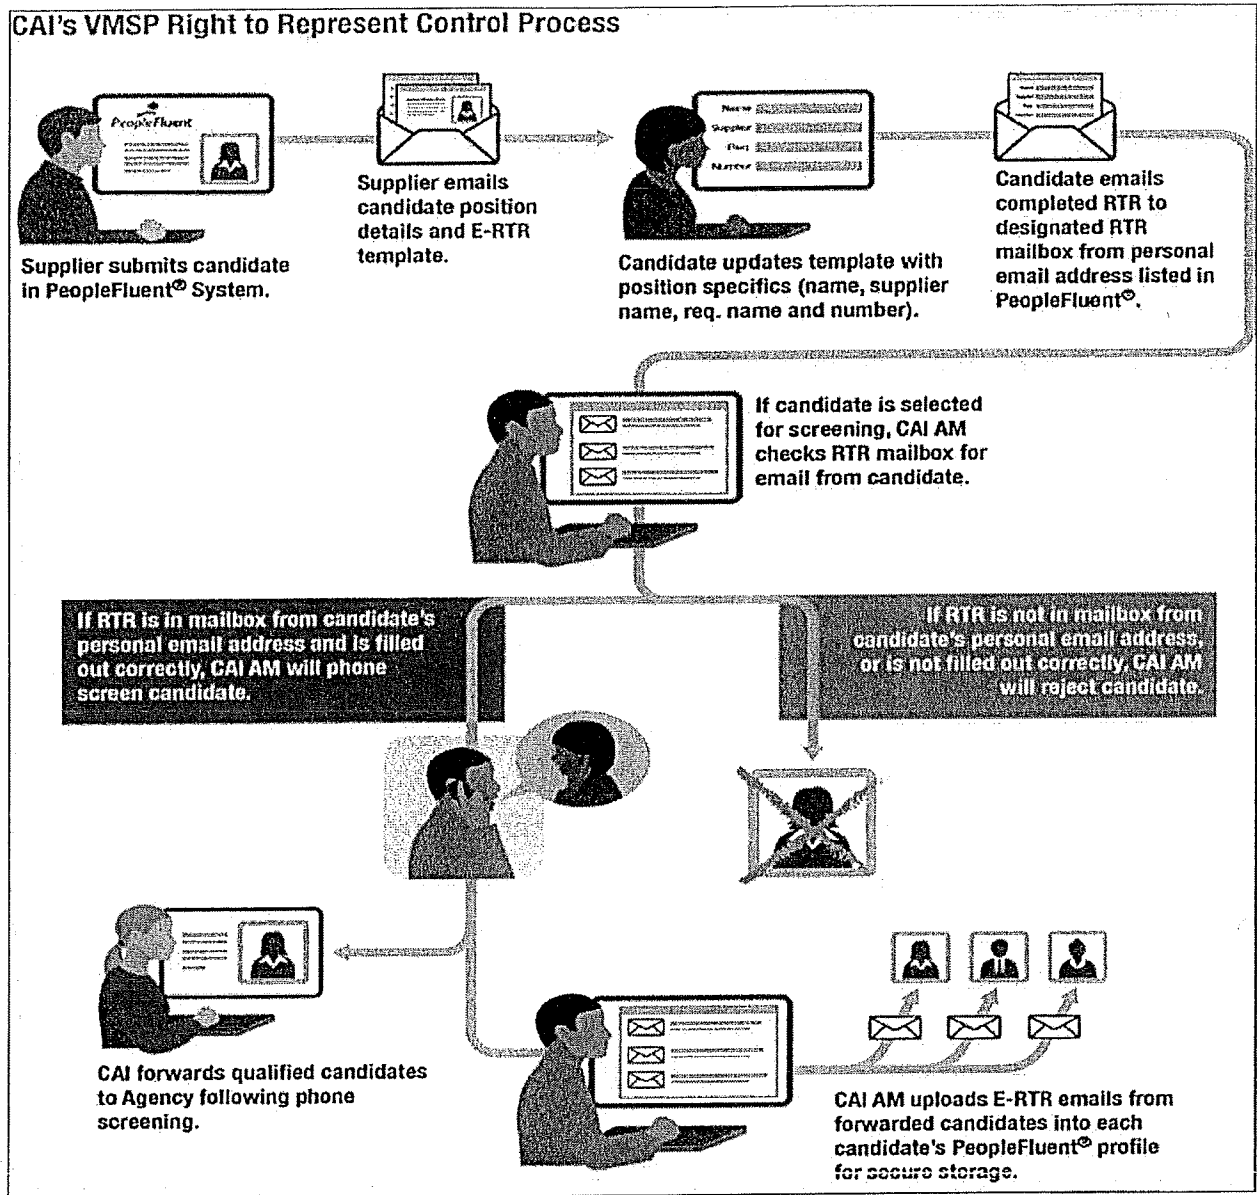 CAI's VMSP Right to Represent Control Process
PeopleFluent
Supplier submits candidate
in PeopleFluent® System.
Supplier emails
candidate position
details and E-RTR
template.
Name
Supplier
Req
Number
Candidate updates template with
position specifics (name, supplier
name, req. name and number).
Candidate emails
completed RTR to
designated RTR
mailbox from personal
email address listed in
PeopleFluent®.
If candidate is selected
for screening, CAI AM
checks RTR mailbox for
email from candidate.
If RTR is in mailbox from candidate's
personal email address and is filled
out correctly, CAI AM will phone
screen candidate.
If RTR is not in mailbox from
candidate's personal email address,
or is not filled out correctly, CAI AM
will reject candidate.
CAI forwards qualified candidates
to Agency following phone
screening.
CAI AM uploads E-RTR emails from
forwarded candidates into each
candidate's PeopleFluent® profile
for secure storage.